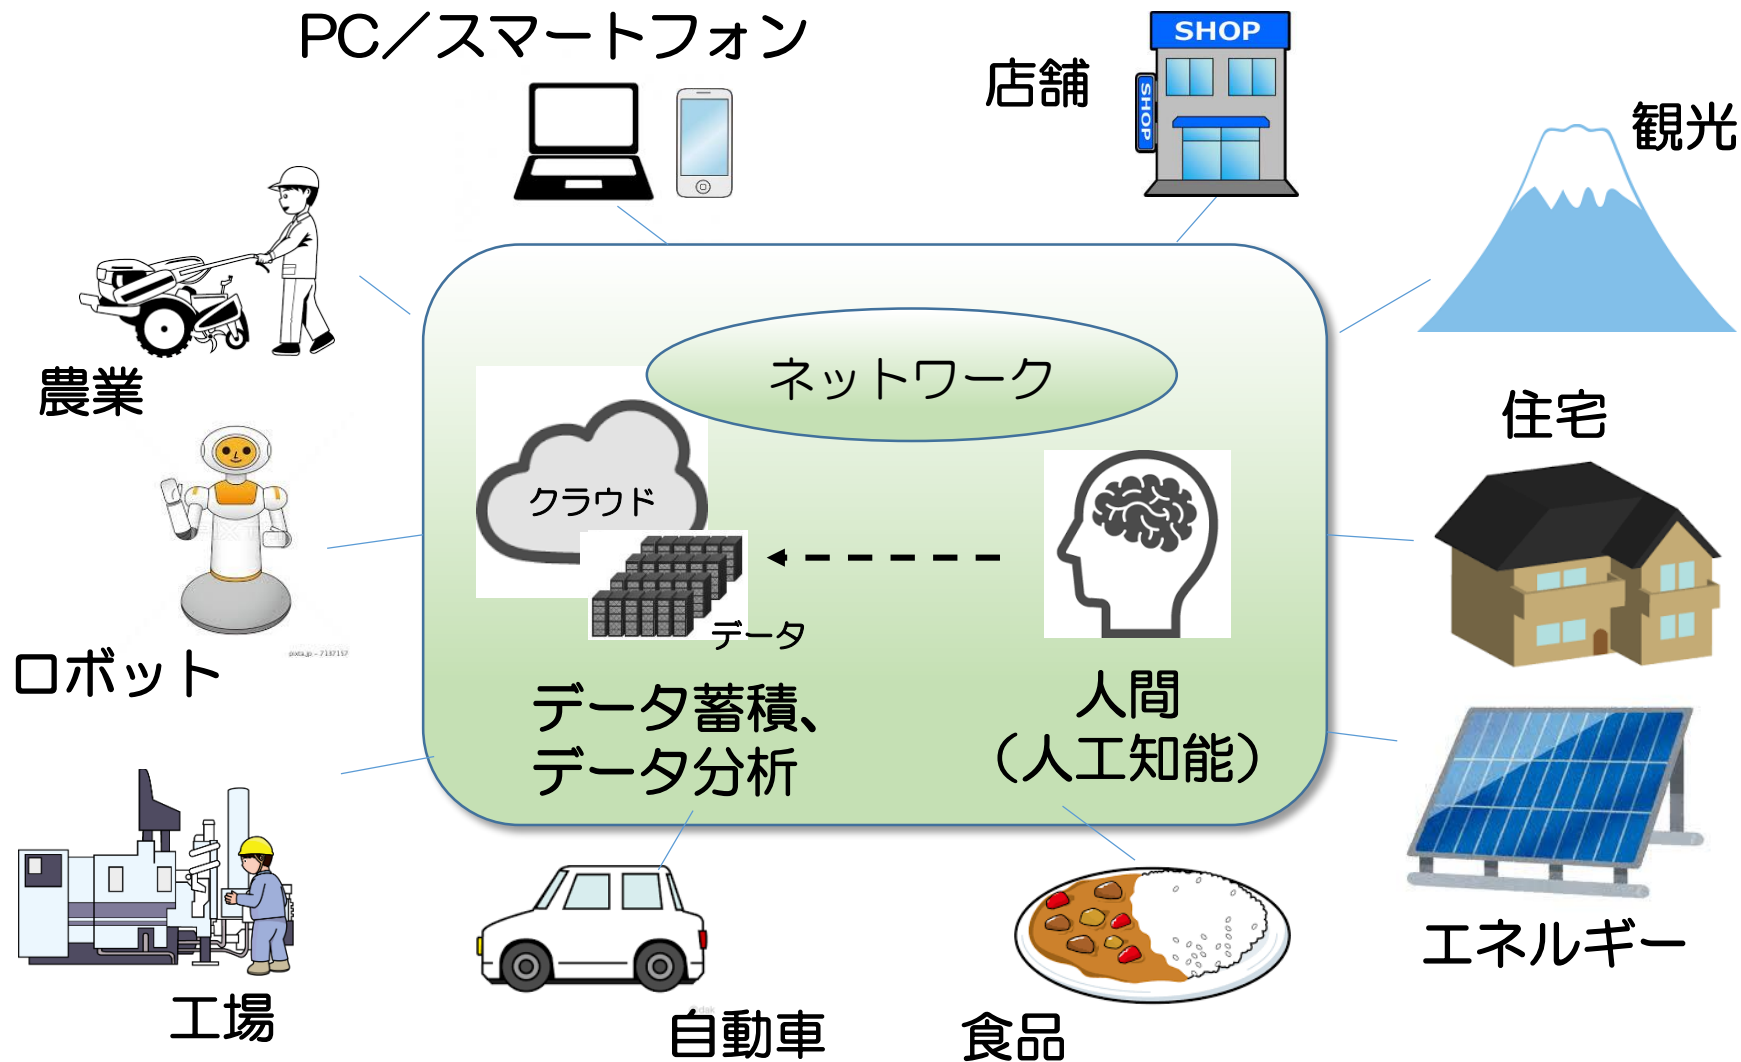 PC／スマートフォン
SHOP
店舗
SHOP
観光
農業
ネットワーク
住宅
クラウド
データ
ロボット
pixta.jp - 7137157
データ蓄積、
データ分析
人間
（人工知能）
エネルギー
工場
自動車
食品